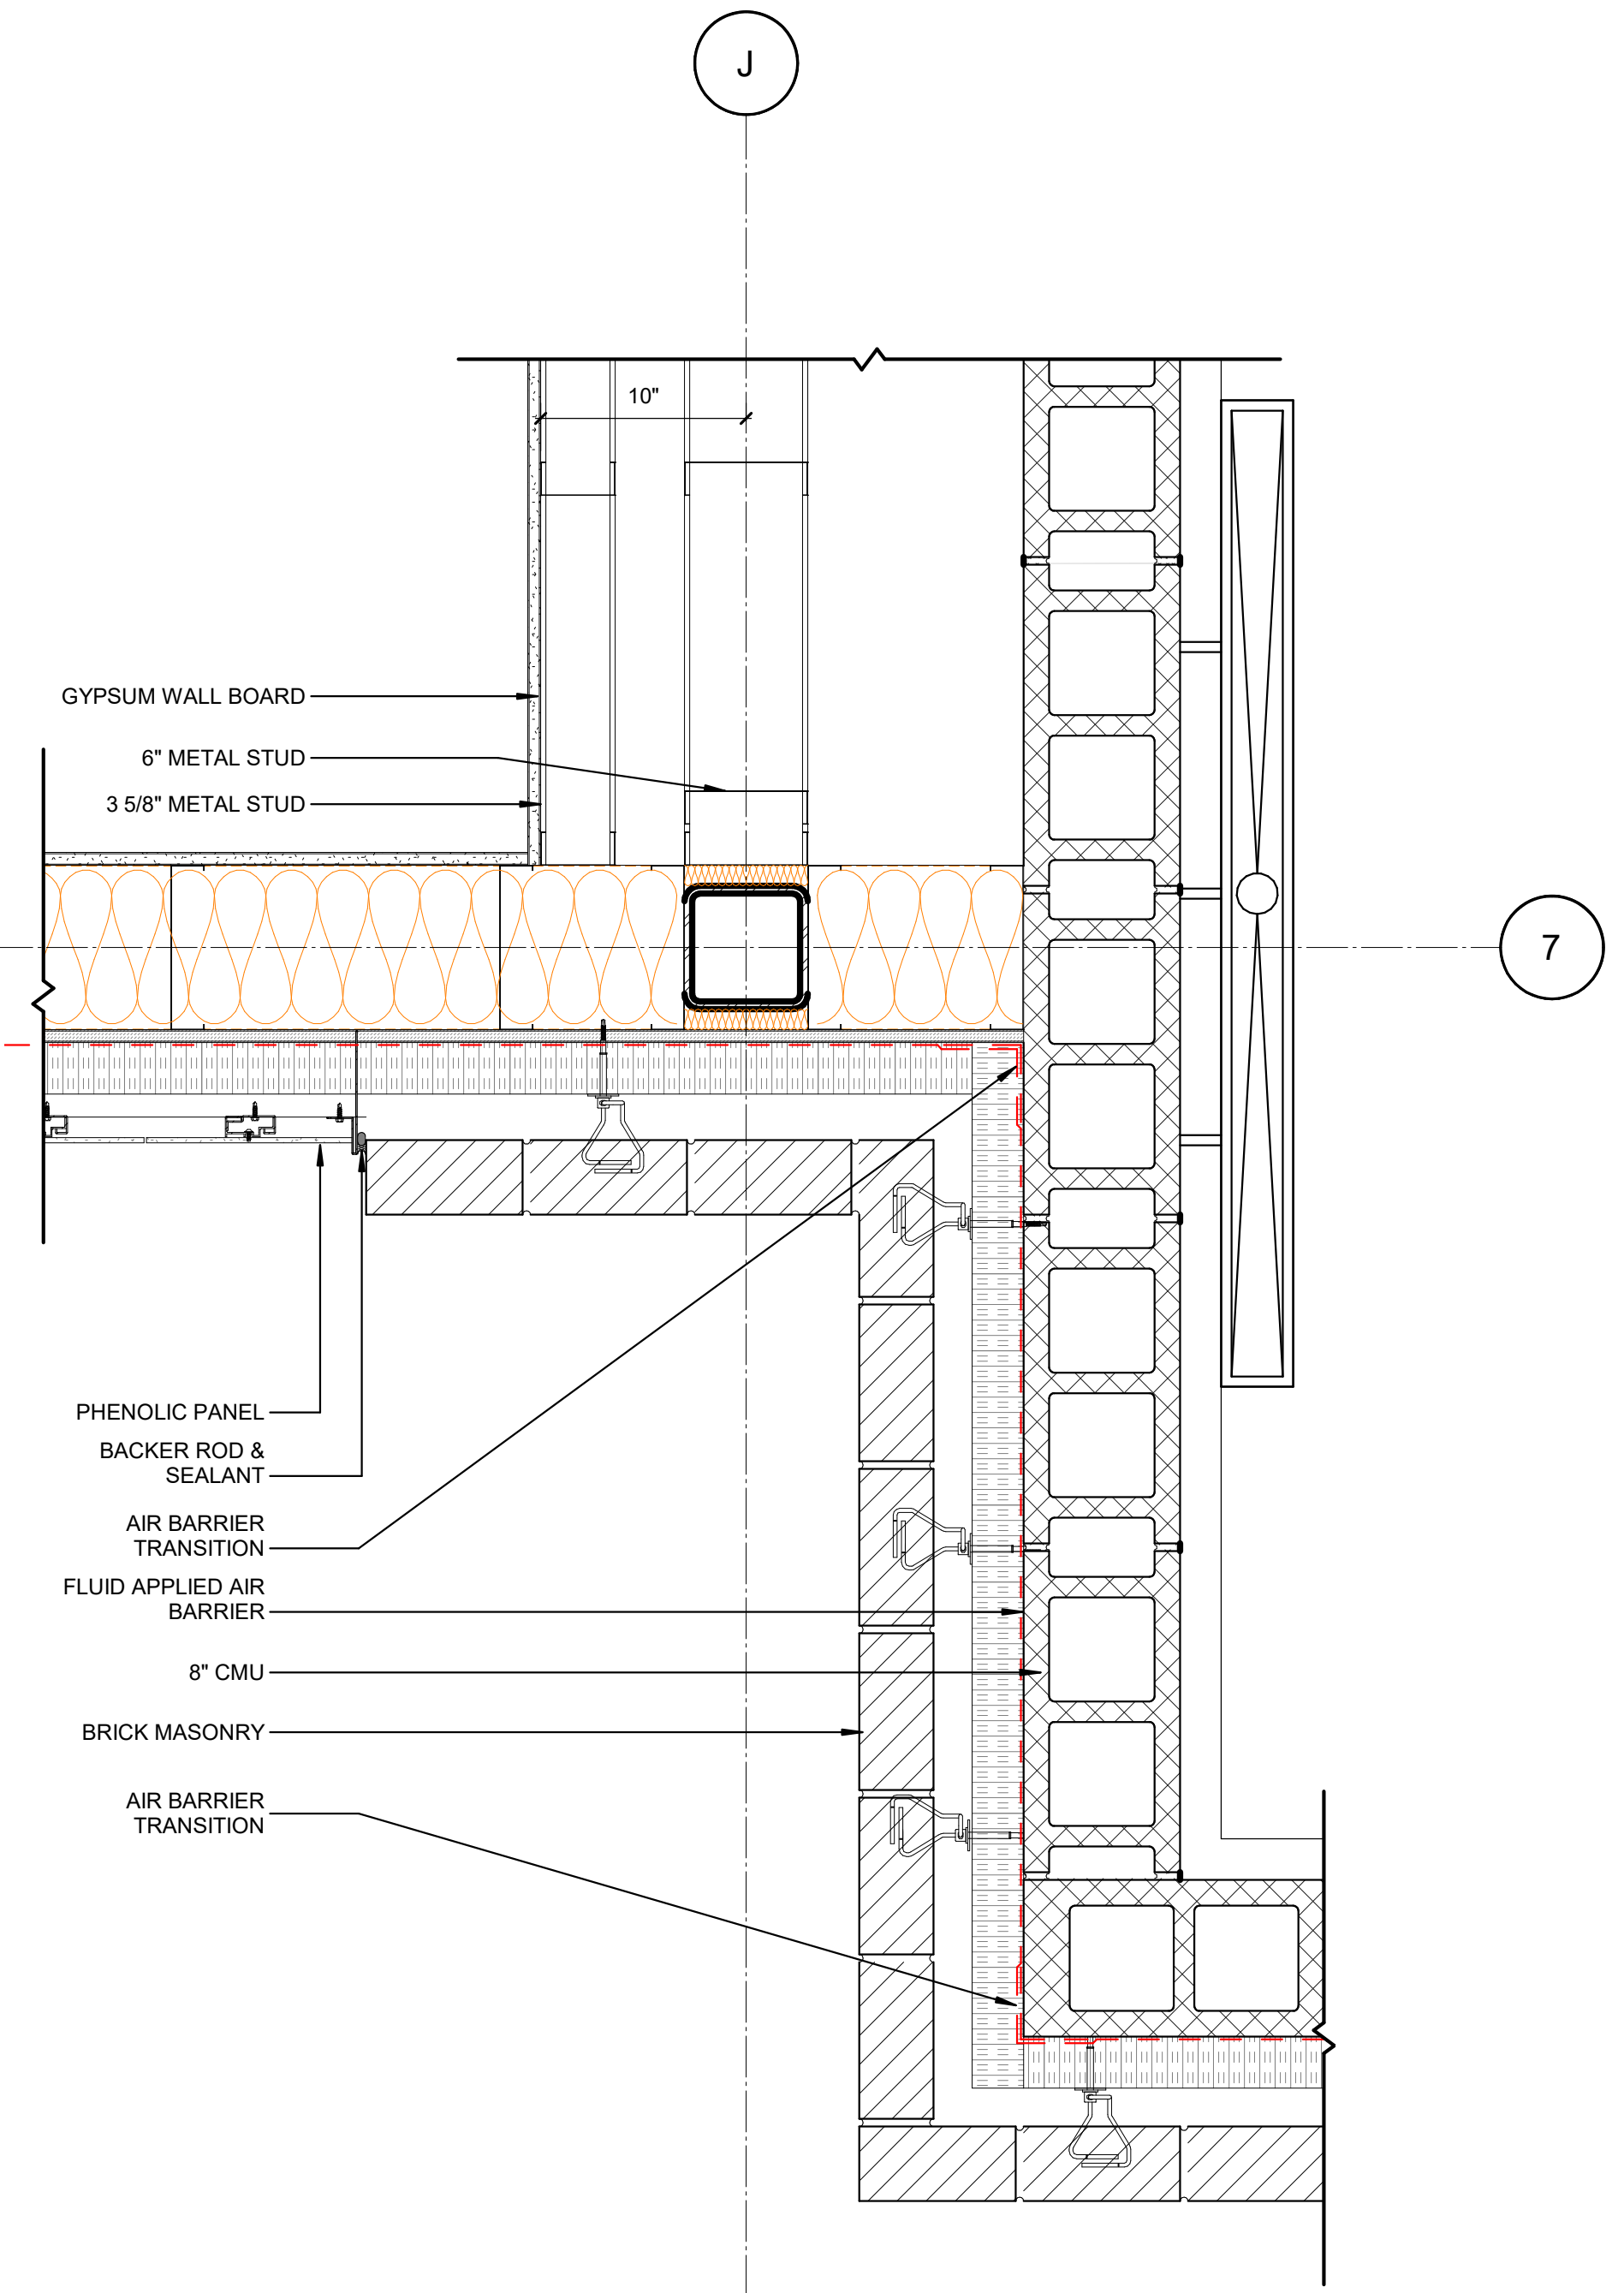 J
10"
GYPSUM WALL BOARD
6" METAL STUD
3 5/8" METAL STUD
7
PHENOLIC PANEL
BACKER ROD &
SEALANT
AIR BARRIER
TRANSITION
FLUID APPLIED AIR
BARRIER
8" CMU
BRICK MASONRY
AIR BARRIER
TRANSITION